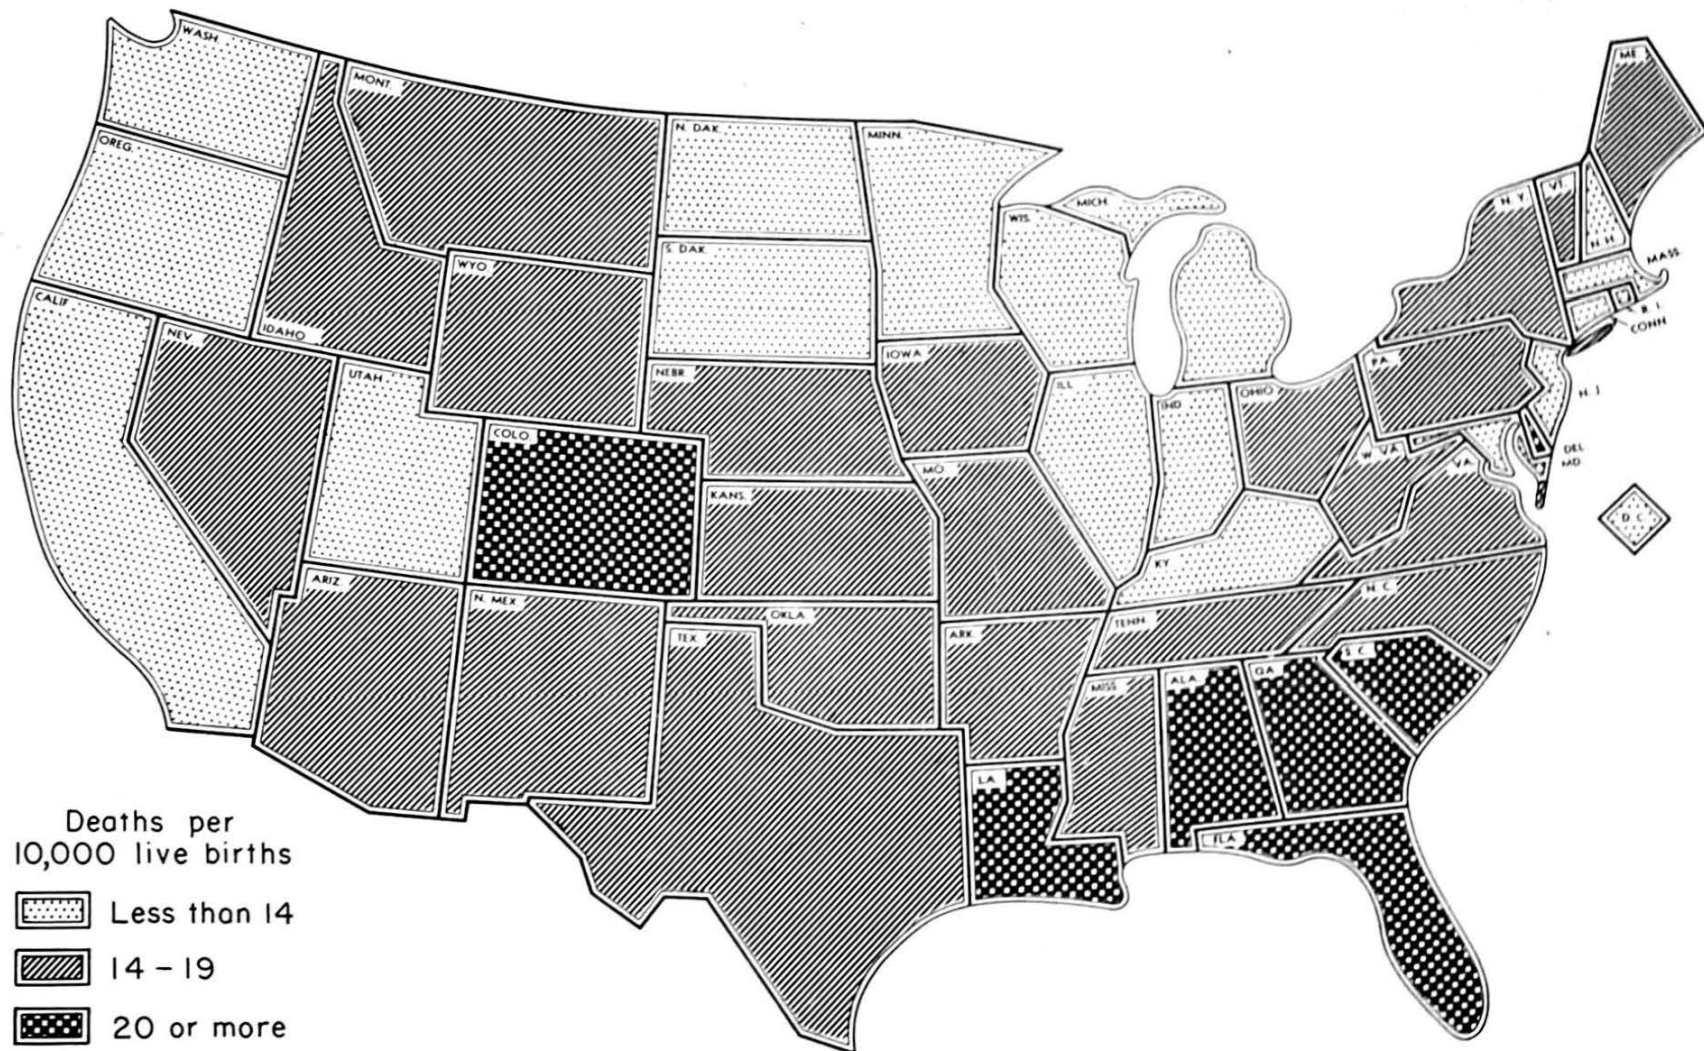 WASH.
MONT.
N. DAK.
MINN.
ME.
OREG.
MICH.
WIS.
N. Y.
VT.
N. H.
MASS.
S. DAK.
WYO.
CALIF
IDAHO
NEV.
R. I.
CONN
IOWA
PA.
UTAH
NEBR.
ILL
IND
OHIO
N. J.
COLO.
W. VA.
VA.
DEL
MD
MO.
KANS.
D. C.
KY
ARIZ.
N. MEX
OKLA.
TENN.
N. C.
TEX.
ARK.
S. C.
MISS
ALA.
GA.
LA.
FLA.
Deaths per
10,000 live births
Less than 14
14 – 19
20 or more